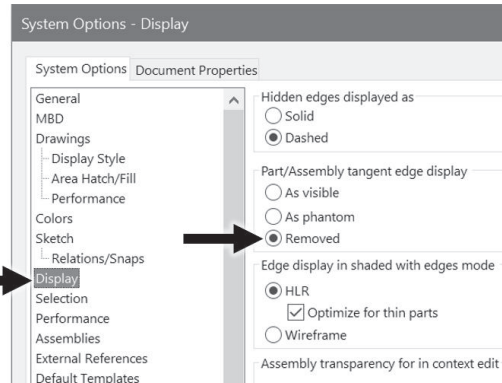 System Options - Display
System Options Document Properties
General
MBD
Drawings
Display Style
Area Hatch/Fill
Performance
Colors
Sketch
Relations/Snaps
Display
Selection
Performance
Assemblies
External References
Default Templates
Hidden edges displayed as
Solid
Dashed
Part/Assembly tangent edge display
As visible
As phantom
Removed
Edge display in shaded with edges mode
HLR
Optimize for thin parts
Wireframe
Assembly transparency for in context edit